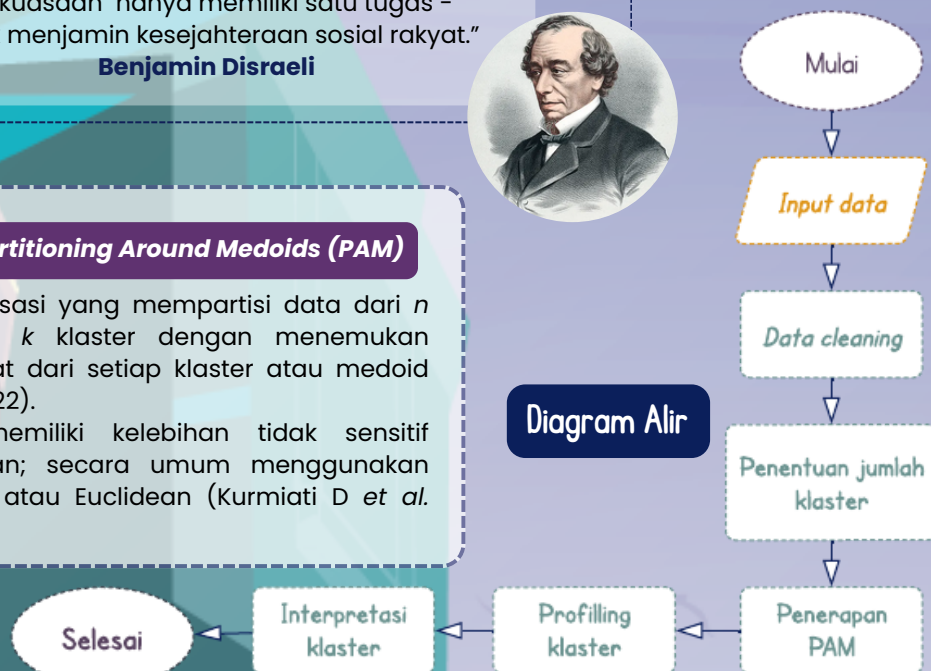 kuasaan hanya memiliki satu tugas -
menjamin kesejahteraan sosial rakyat.”
Benjamin Disraeli
rtitioning Around Medoids (PAM)
sasi yang mempartisi data dari n
k klaster dengan menemukan
at dari setiap klaster atau medoid
22).
memiliki kelebihan tidak sensitif
an; secara umum menggunakan
atau Euclidean (Kurmiati D et al.
Diagram Alir
Mulai
Input data
Data cleaning
Penentuan jumlah
klaster
Penerapan
PAM
Profilling
klaster
Interpretasi
klaster
Selesai